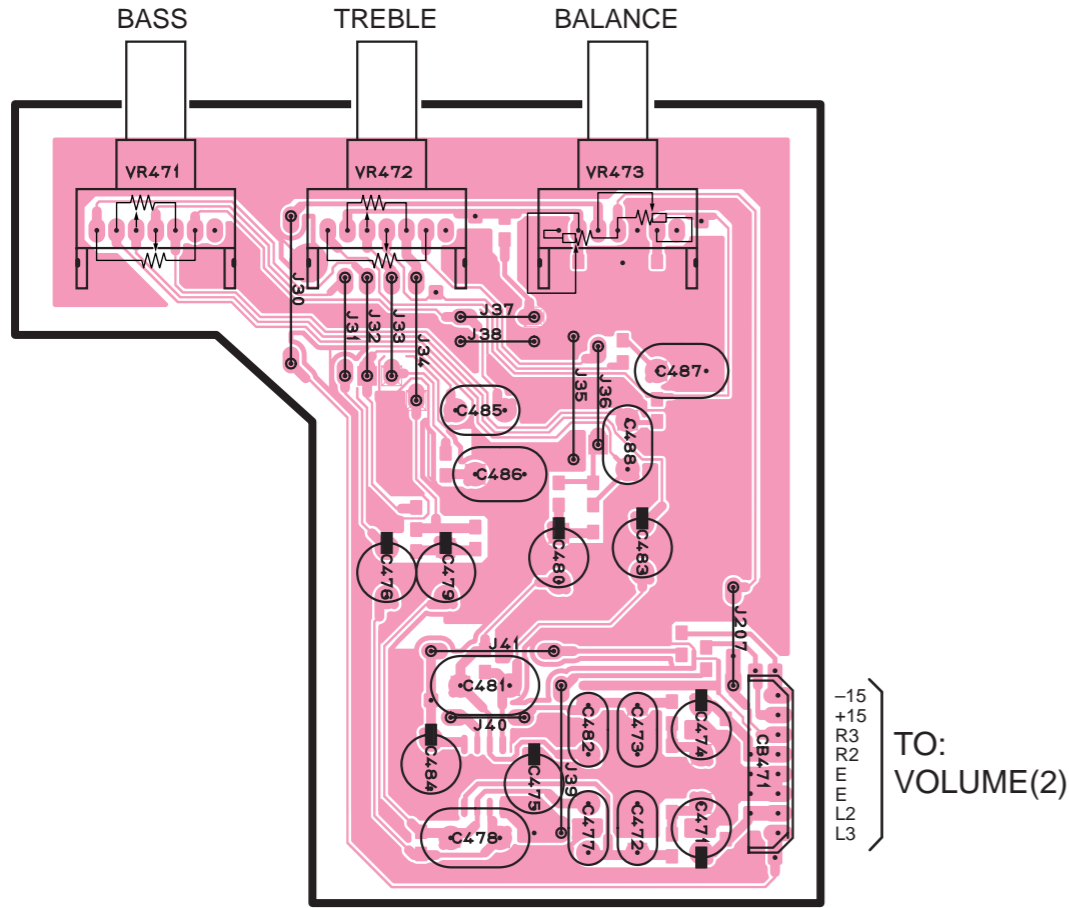 BASS TREBLE BALANCE
VR471 VR472 VR473
J30
J31
J32
J33
J34
J37
J38
J35
J36
C487
C485
C488
C486
C476
C479
C480
C483
J207
J41
C481
J40
C484
C475
J39
C482
C473
C474
CB471
C478
C477
C472
C471
–15
+15
R3
R2
E
E
L2
L3
TO:
VOLUME(2)